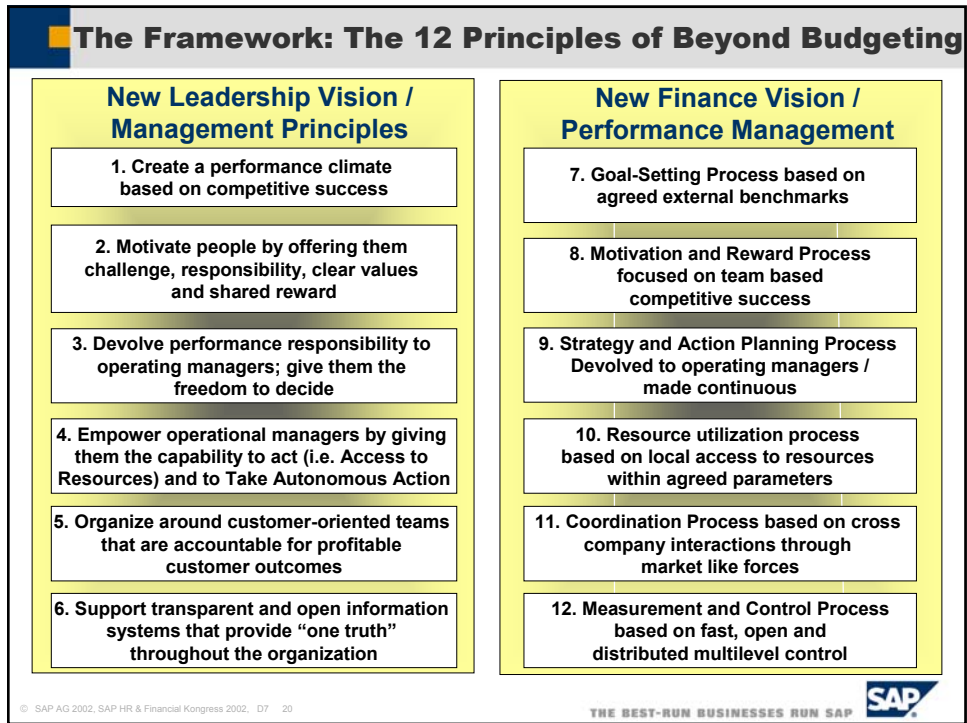 The Framework: The 12 Principles of Beyond Budgeting
New Leadership Vision /
Management Principles
1. Create a performance climate
based on competitive success
2. Motivate people by offering them
challenge, responsibility, clear values
and shared reward
3. Devolve performance responsibility to
operating managers; give them the
freedom to decide
4. Empower operational managers by giving
them the capability to act (i.e. Access to
Resources) and to Take Autonomous Action
5. Organize around customer-oriented teams
that are accountable for profitable
customer outcomes
6. Support transparent and open information
systems that provide “one truth”
throughout the organization
New Finance Vision /
Performance Management
7. Goal-Setting Process based on
agreed external benchmarks
8. Motivation and Reward Process
focused on team based
competitive success
9. Strategy and Action Planning Process
Devolved to operating managers /
made continuous
10. Resource utilization process
based on local access to resources
within agreed parameters
11. Coordination Process based on cross
company interactions through
market like forces
12. Measurement and Control Process
based on fast, open and
distributed multilevel control
© SAP AG 2002, SAP HR & Financial Kongress 2002, D7 20
THE BEST-RUN BUSINESSES RUN SAP
SAP